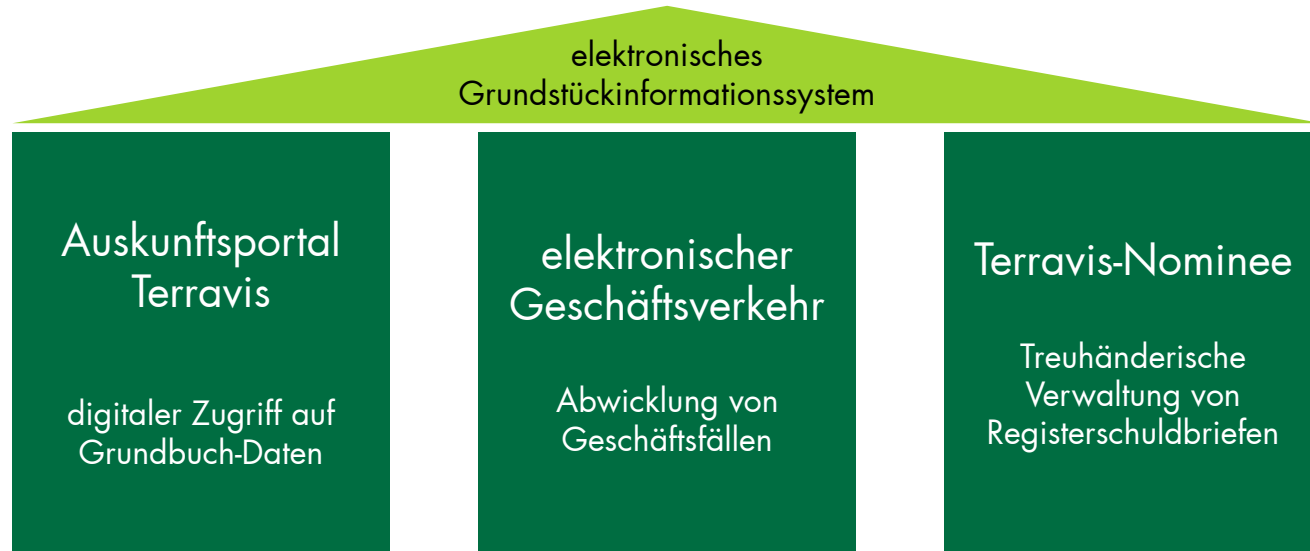 elektronisches
Grundstückinformationssystem
Auskunftsportal
Terravis
digitaler Zugriff auf
Grundbuch-Daten
elektronischer
Geschäftsverkehr
Abwicklung von
Geschäftsfällen
Terravis-Nominee
Treuhänderische
Verwaltung von
Registerschuldbriefen